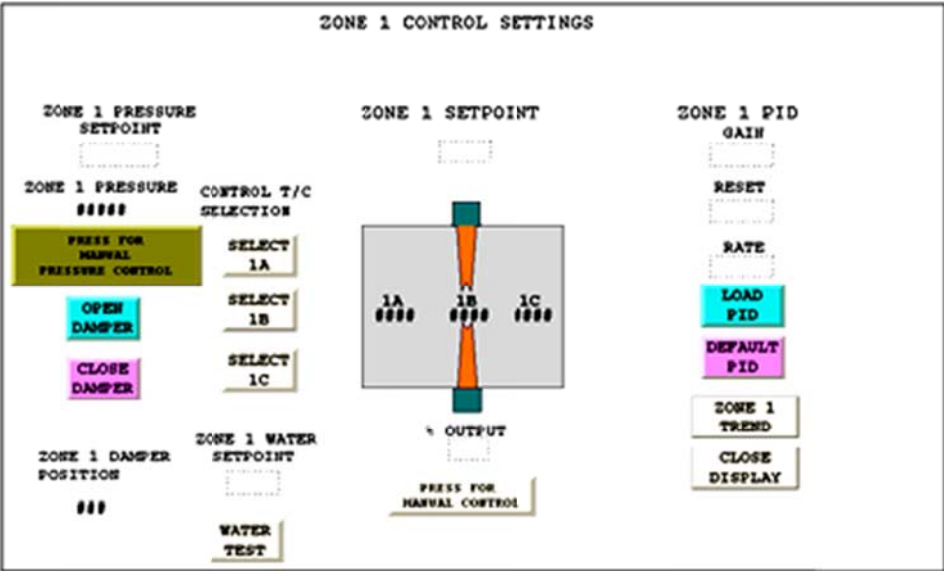 ZONE 1 CONTROL SETTINGS
ZONE 1 PRESSURE
SETPOINT
ZONE 1 PRESSURE
#####
PRESS FOR
MANUAL
PRESSURE CONTROL
OPEN
DAMPER
CLOSE
DAMPER
ZONE 1 DAMPER
POSITION
###
CONTROL T/C
SELECTION
SELECT
1A
SELECT
1B
SELECT
1C
ZONE 1 WATER
SETPOINT
WATER
TEST
ZONE 1 SETPOINT
1A 1B 1C
#### #### ####
% OUTPUT
PRESS FOR
MANUAL CONTROL
ZONE 1 PID
GAIN
RESET
RATE
LOAD
PID
DEFAULT
PID
ZONE 1
TREND
CLOSE
DISPLAY